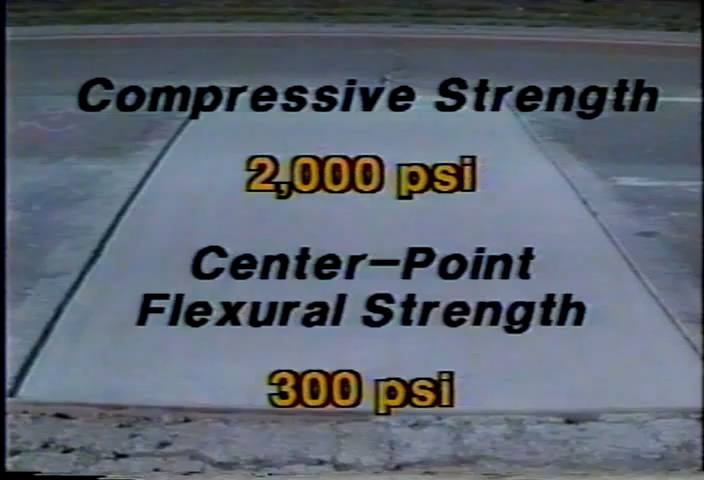 Compressive Strength
2,000 psi
Center-Point
Flexural Strength
300 psi